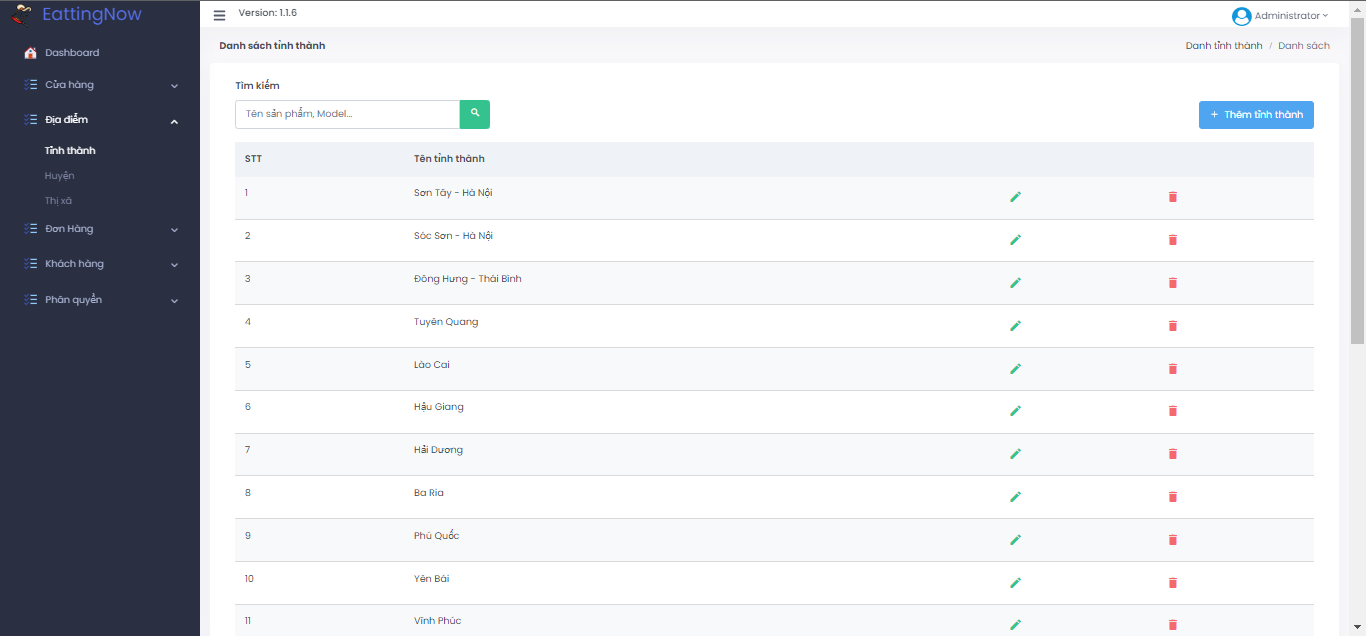 EattingNow
Version: 1.1.6
Administrator
Dashboard
Cửa hàng
Địa điểm
Tỉnh thành
Huyện
Thị xã
Đơn Hàng
Khách hàng
Phân quyền
Danh sách tỉnh thành
Danh tỉnh thành / Danh sách
Tìm kiếm
Tên sản phẩm, Model...
+ Thêm tỉnh thành
STT Tên tỉnh thành
1 Sơn Tây - Hà Nội
2 Sóc Sơn - Hà Nội
3 Đông Hưng - Thái Bình
4 Tuyên Quang
5 Lào Cai
6 Hậu Giang
7 Hải Dương
8 Ba Ria
9 Phú Quốc
10 Yên Bái
11 Vĩnh Phúc